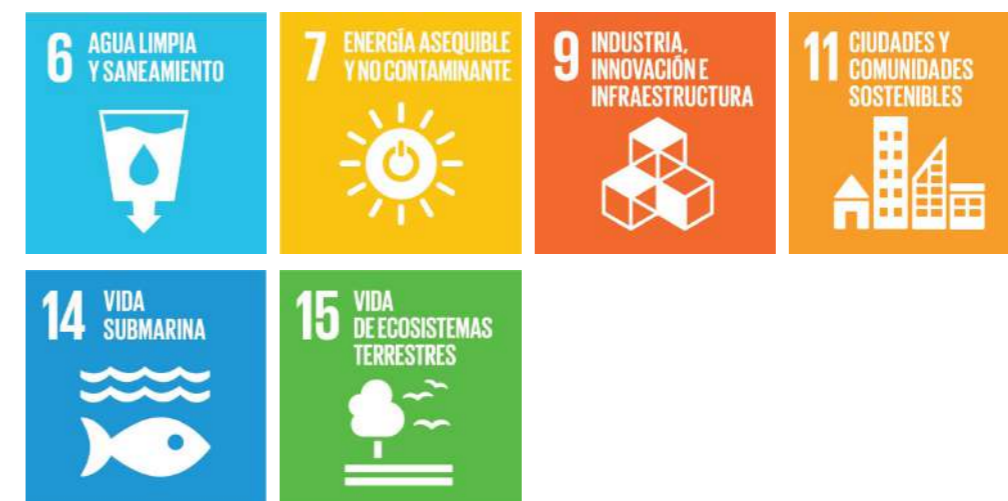 6 AGUA LIMPIA
Y SANEAMIENTO
7 ENERGÍA ASEQUIBLE
Y NO CONTAMINANTE
9 INDUSTRIA,
INNOVACIÓN E
INFRAESTRUCTURA
11 CIUDADES Y
COMUNIDADES
SOSTENIBLES
14 VIDA
SUBMARINA
15 VIDA
DE ECOSISTEMAS
TERRESTRES